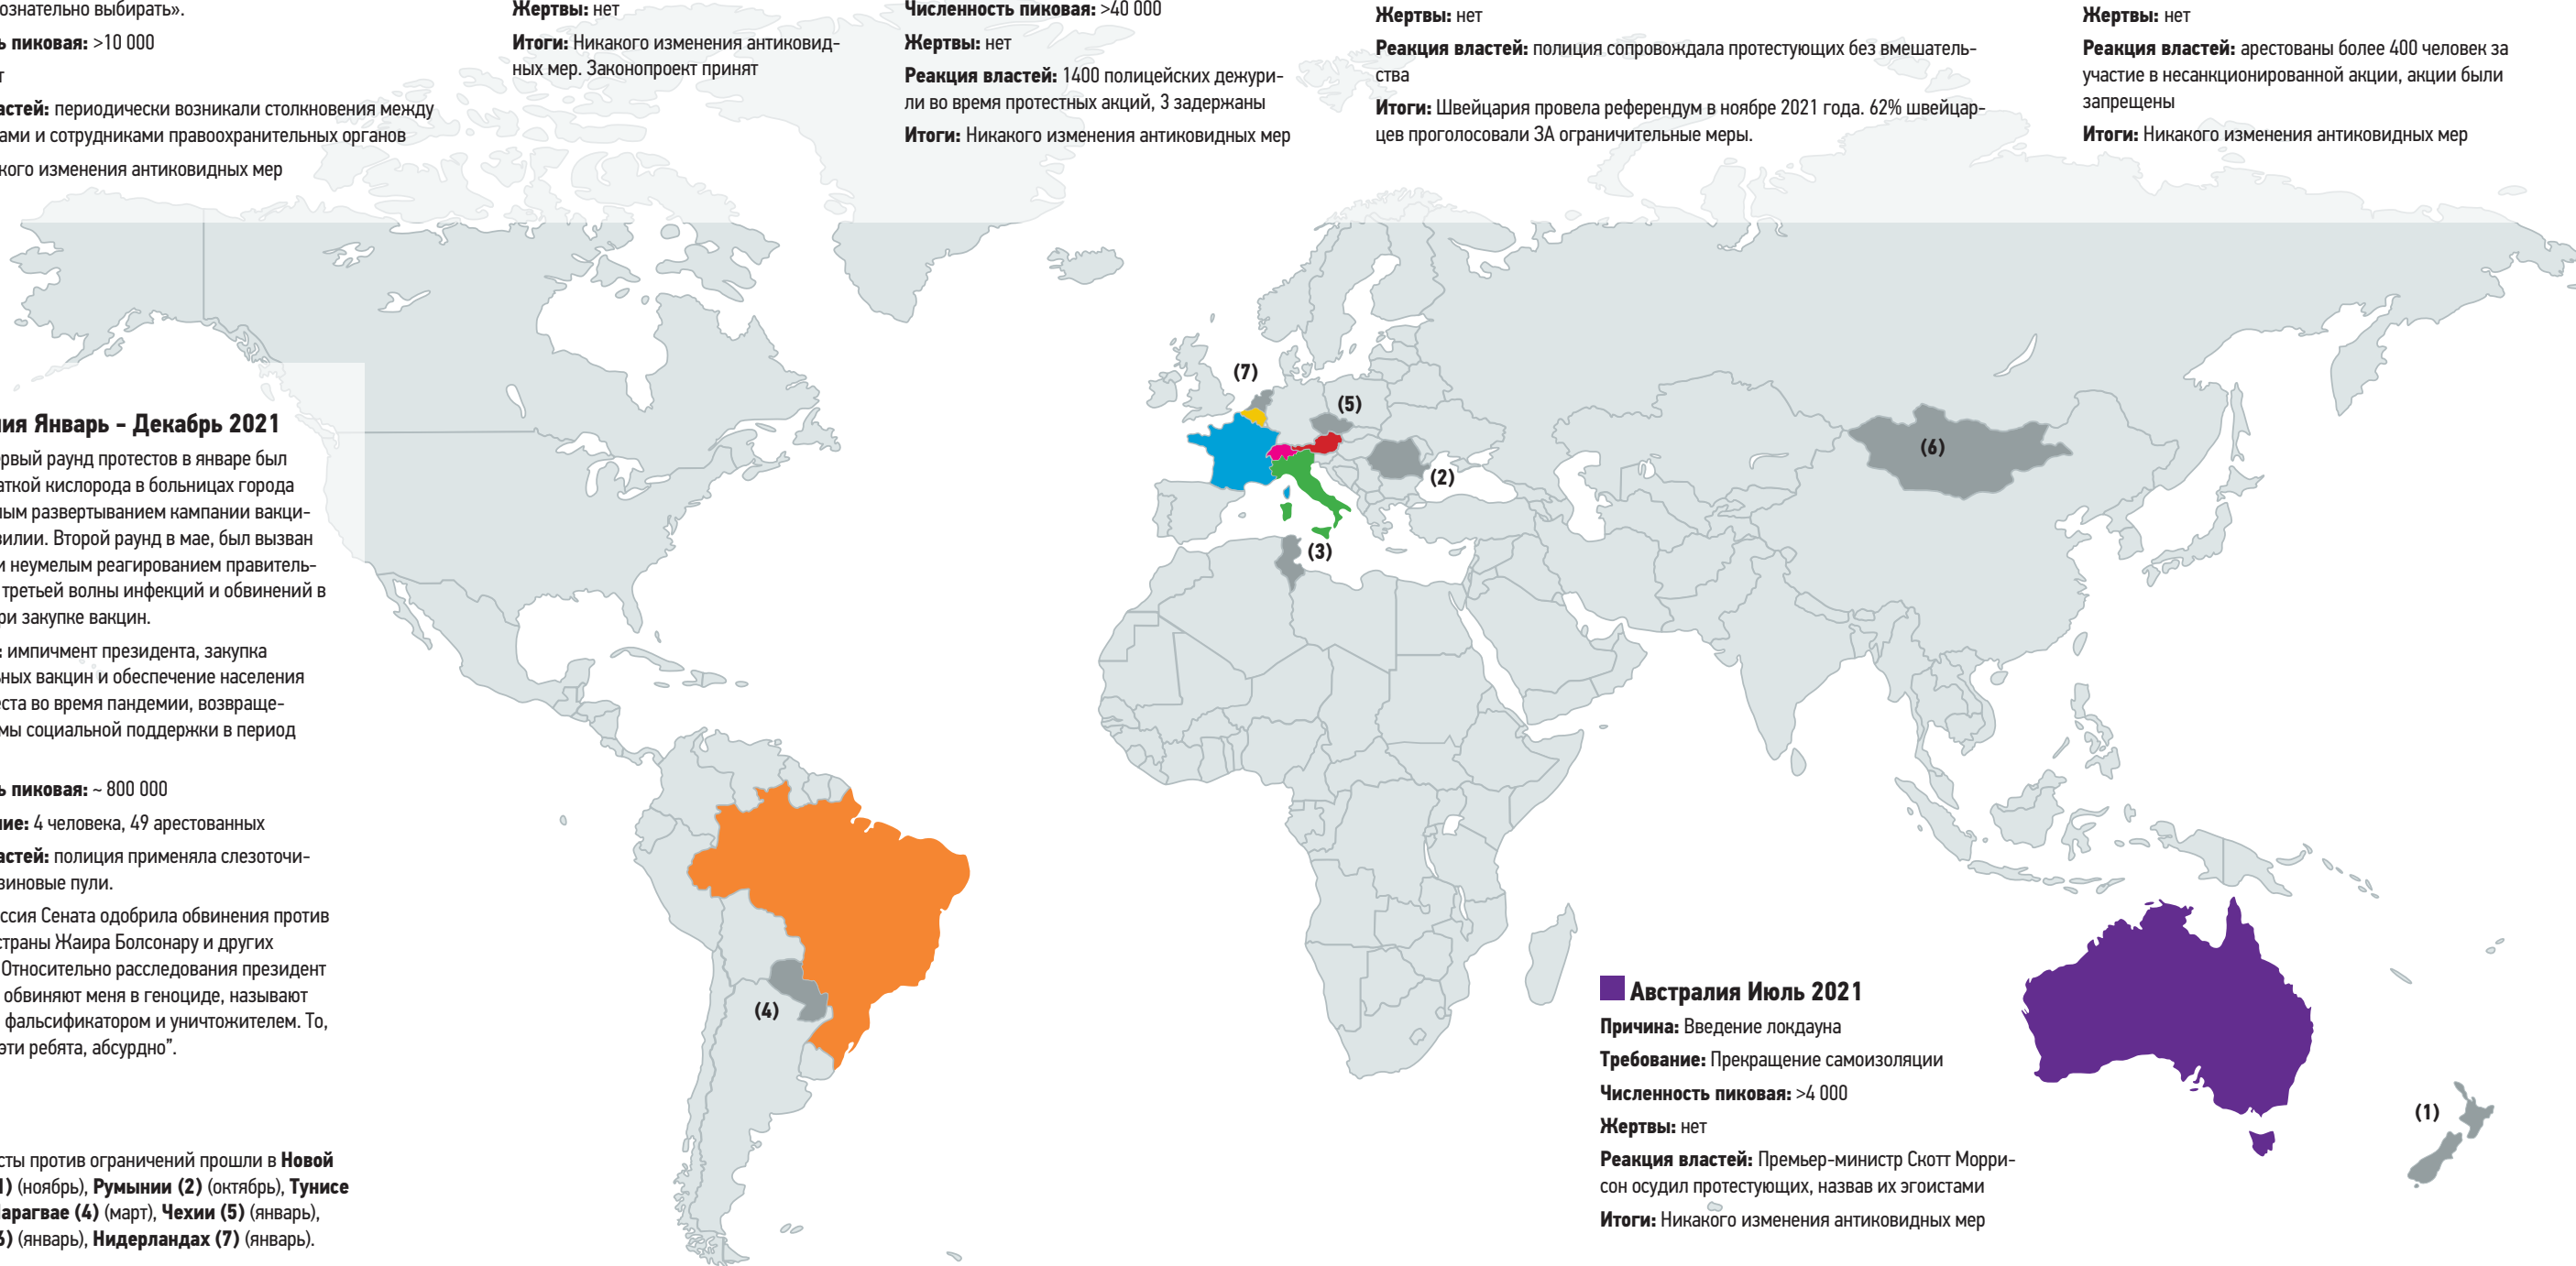 ознательно выбирать».
ь пиковая: >10 000
т
астей: периодически возникали столкновения между
ами и сотрудниками правоохранительных органов
кого изменения антиковидных мер
Жертвы: нет
Итоги: Никакого изменения антиковид-
ных мер. Законопроект принят
Численность пиковая: >40 000
Жертвы: нет
Реакция властей: 1400 полицейских дежури-
ли во время протестных акций, 3 задержаны
Итоги: Никакого изменения антиковидных мер
Жертвы: нет
Реакция властей: полиция сопровождала протестующих без вмешатель-
ства
Итоги: Швейцария провела референдум в ноябре 2021 года. 62% швейцар-
цев проголосовали ЗА ограничительные меры.
Жертвы: нет
Реакция властей: арестованы более 400 человек за
участие в несанкционированной акции, акции были
запрещены
Итоги: Никакого изменения антиковидных мер
(7)
(5)
(2)
(3)
(6)
(4)
(1)
ия Январь - Декабрь 2021
ервый раунд протестов в январе был
аткой кислорода в больницах города
ным развертыванием кампании вакци-
вилии. Второй раунд в мае, был вызван
и неумелым реагированием правитель-
третьей волны инфекций и обвинений в
ри закупке вакцин.
: импичмент президента, закупка
ьных вакцин и обеспечение населения
еста во время пандемии, возвраще-
мы социальной поддержки в период
ь пиковая: ~ 800 000
ние: 4 человека, 49 арестованных
астей: полиция применяла слезоточи-
зиновые пули.
ссия Сената одобрила обвинения против
страны Жаира Болсонару и других
Относительно расследования президент
обвиняют меня в геноциде, называют
фальсификатором и уничтожителем. То,
эти ребята, абсурдно”.
сты против ограничений прошли в Новой
1) (ноябрь), Румынии (2) (октябрь), Тунисе
Парагвае (4) (март), Чехии (5) (январь),
6) (январь), Нидерландах (7) (январь).
Австралия Июль 2021
Причина: Введение локдауна
Требование: Прекращение самоизоляции
Численность пиковая: >4 000
Жертвы: нет
Реакция властей: Премьер-министр Скотт Морри-
сон осудил протестующих, назвав их эгоистами
Итоги: Никакого изменения антиковидных мер